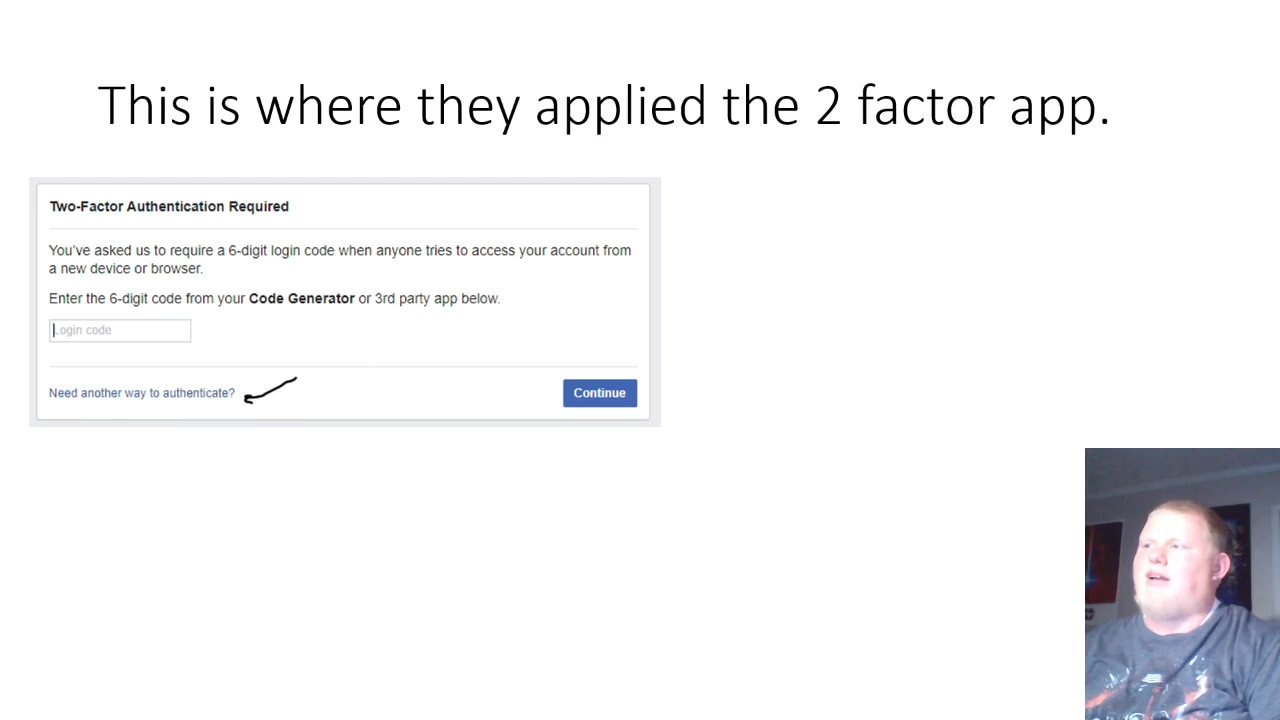 This is where they applied the 2 factor app.
Two-Factor Authentication Required
You've asked us to require a 6-digit login code when anyone tries to access your account from
a new device or browser.
Enter the 6-digit code from your Code Generator or 3rd party app below.
Login code
Need another way to authenticate?
Continue